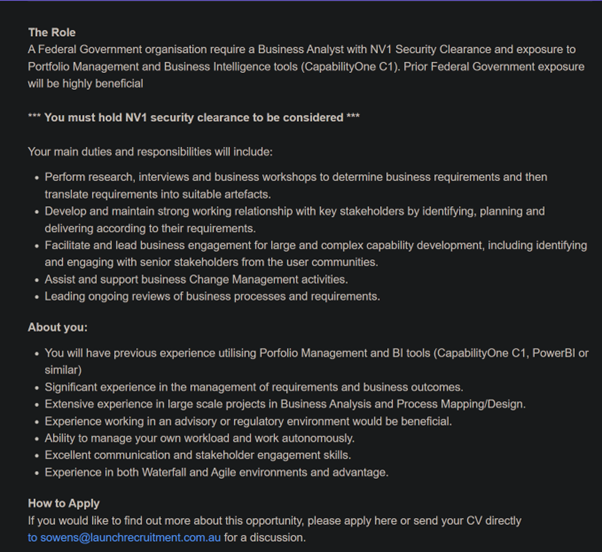 The Role
A Federal Government organisation require a Business Analyst with NV1 Security Clearance and exposure to
Portfolio Management and Business Intelligence tools (CapabilityOne C1). Prior Federal Government exposure
will be highly beneficial
*** You must hold NV1 security clearance to be considered ***
Your main duties and responsibilities will include:
• Perform research, interviews and business workshops to determine business requirements and then
translate requirements into suitable artefacts.
• Develop and maintain strong working relationship with key stakeholders by identifying, planning and
delivering according to their requirements.
• Facilitate and lead business engagement for large and complex capability development, including identifying
and engaging with senior stakeholders from the user communities.
• Assist and support business Change Management activities.
• Leading ongoing reviews of business processes and requirements.
About you:
• You will have previous experience utilising Porfolio Management and BI tools (CapabilityOne C1, PowerBI or
similar)
• Significant experience in the management of requirements and business outcomes.
• Extensive experience in large scale projects in Business Analysis and Process Mapping/Design.
• Experience working in an advisory or regulatory environment would be beneficial.
• Ability to manage your own workload and work autonomously.
• Excellent communication and stakeholder engagement skills.
• Experience in both Waterfall and Agile environments and advantage.
How to Apply
If you would like to find out more about this opportunity, please apply here or send your CV directly
to sowens@launchrecruitment.com.au for a discussion.